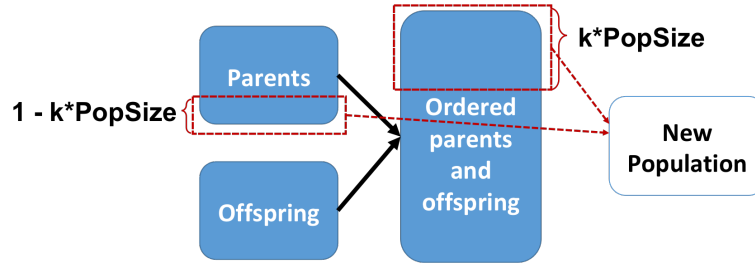 k*PopSize
Parents
1 - k*PopSize
Ordered
parents
and
offspring
New
Population
Offspring